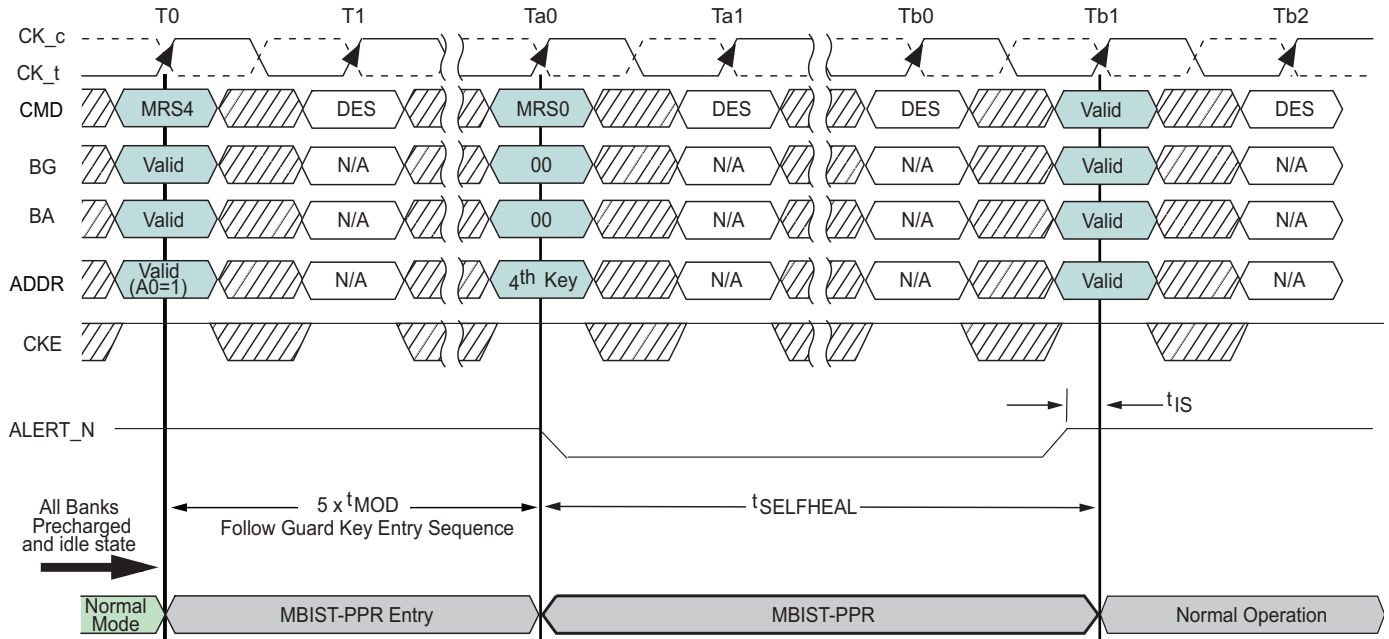 T0 T1 Ta0 Ta1 Tb0 Tb1 Tb2
CK_c
CK_t
CMD MRS4 DES MRS0 DES DES Valid DES
BG Valid N/A 00 N/A N/A Valid N/A
BA Valid N/A 00 N/A N/A Valid N/A
ADDR Valid (A0=1) N/A 4th Key N/A N/A Valid N/A
CKE
tIS
ALERT_N
All Banks
Precharged
and idle state
5 x tMOD
Follow Guard Key Entry Sequence
tSELFHEAL
Normal
Mode
MBIST-PPR Entry
MBIST-PPR
Normal Operation